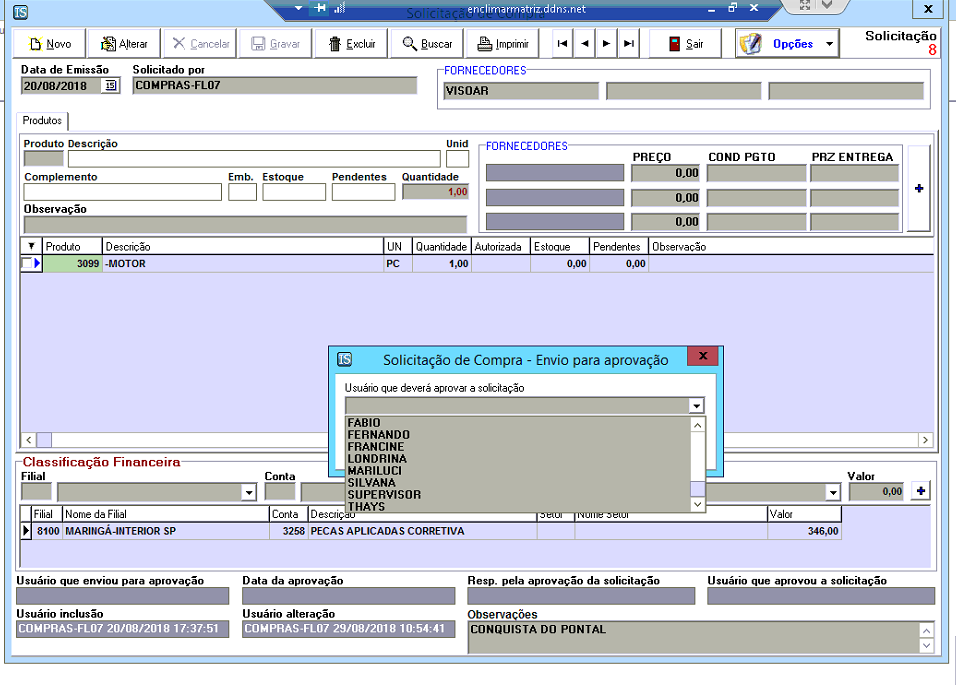 IS
enclimarmatriz.ddns.net
Solicitação de Compra
Novo Alterar Cancelar Gravar Excluir Buscar Imprimir Sair Opções
Solicitação
8
Data de Emissão Solicitado por
20/08/2018 15 COMPRAS-FL07
FORNECEDORES
VISOAR
Produtos
Produto Descrição Unid
Complemento Emb. Estoque Pendentes Quantidade
1,00
Observação
FORNECEDORES
PREÇO COND PGTO PRZ ENTREGA
0,00
0,00
0,00
+
Produto Descrição UN Quantidade Autorizada Estoque Pendentes Observação
3099 -MOTOR PC 1,00 0,00 0,00
IS Solicitação de Compra - Envio para aprovação x
Usuário que deverá aprovar a solicitação
FABIO
FERNANDO
FRANCINE
LONDRINA
MARILUCI
SILVANA
SUPERVISOR
THAYS
Classificação Financeira
Filial Conta Valor
0,00 +
Filial Nome da Filial Conta Descrição Setor Nome Setor Valor
8100 MARINGÁ-INTERIOR SP 3258 PECAS APLICADAS CORRETIVA 346,00
Usuário que enviou para aprovação Data da aprovação Resp. pela aprovação da solicitação Usuário que aprovou a solicitação
Usuário inclusão Usuário alteração Observações
COMPRAS-FL07 20/08/2018 17:37:51 COMPRAS-FL07 29/08/2018 10:54:41 CONQUISTA DO PONTAL